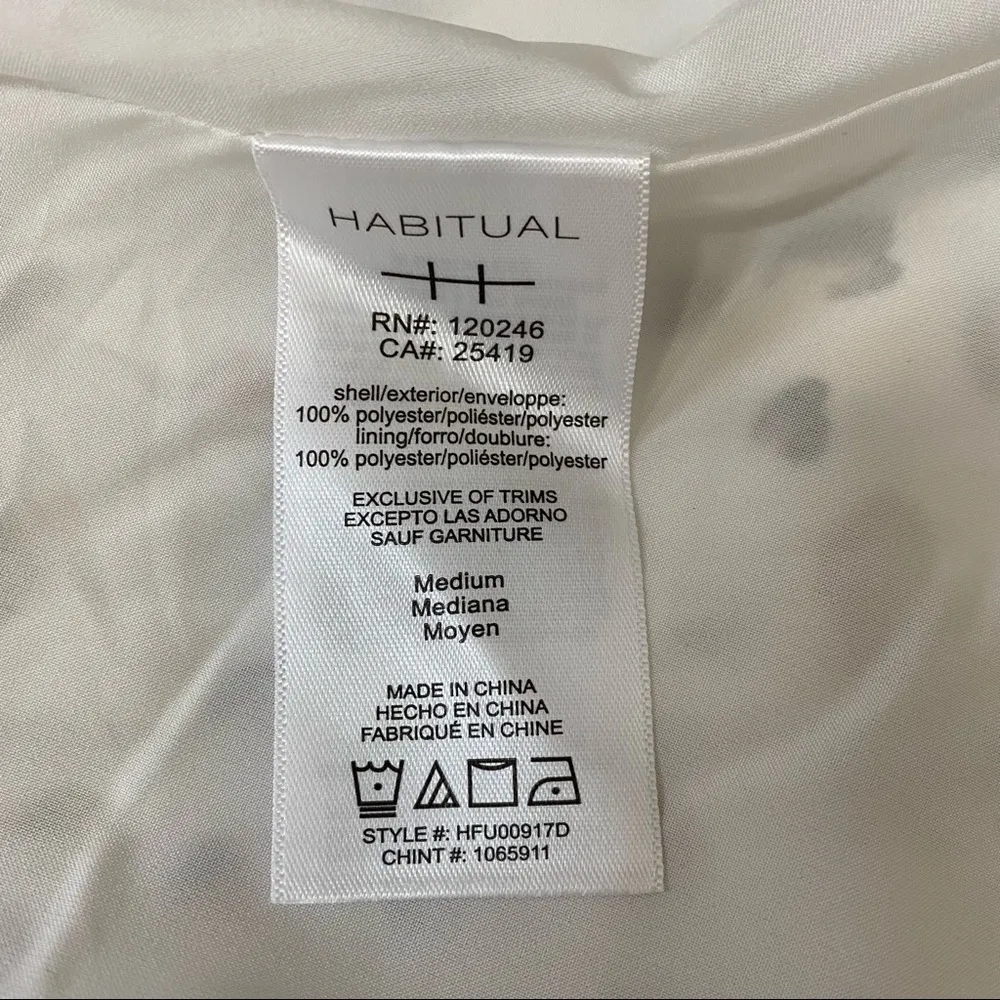 HABITUAL
RN#: 120246
CA#: 25419
shell/exterior/enveloppe:
100% polyester/poliéster/polyester
lining/forro/doublure:
100% polyester/poliéster/polyester
EXCLUSIVE OF TRIMS
EXCEPTO LAS ADORNO
SAUF GARNITURE
Medium
Mediana
Moyen
MADE IN CHINA
HECHO EN CHINA
FABRIQUÉ EN CHINE
STYLE #: HFU00917D
CHINT #: 1065911